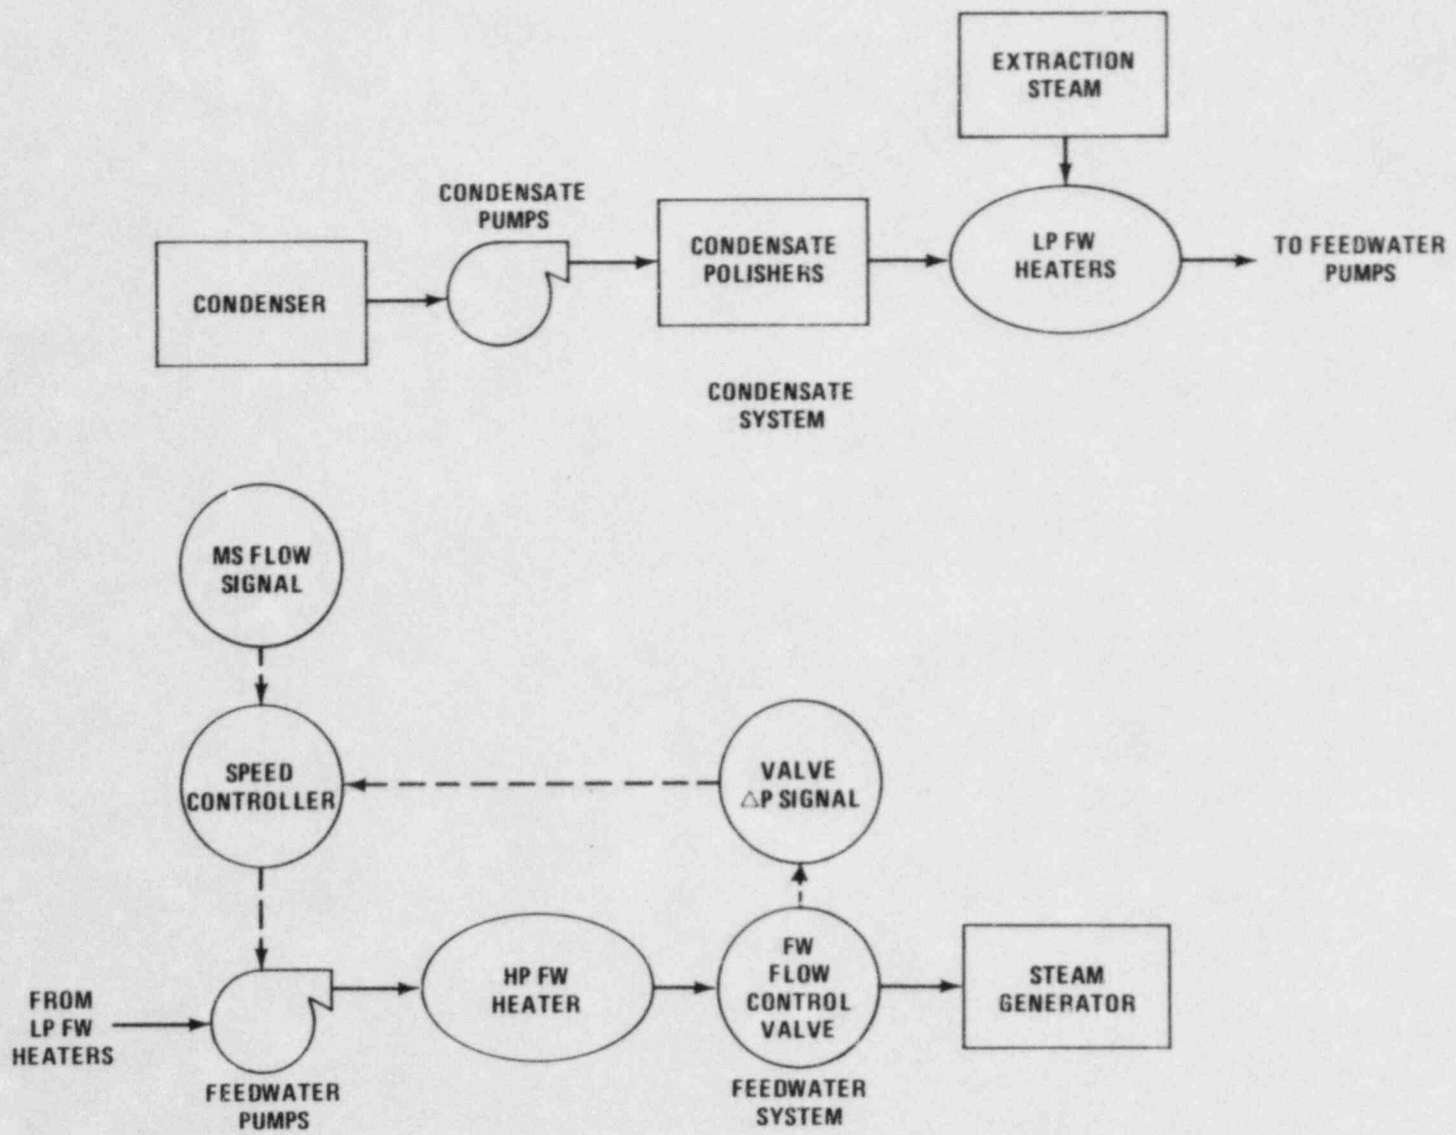 EXTRACTION
STEAM
CONDENSATE
PUMPS
CONDENSER
CONDENSATE
POLISHERS
LP FW
HEATERS
TO FEEDWATER
PUMPS
CONDENSATE
SYSTEM
MS FLOW
SIGNAL
SPEED
CONTROLLER
VALVE
△P SIGNAL
FROM
LP FW
HEATERS
FEEDWATER
PUMPS
HP FW
HEATER
FW
FLOW
CONTROL
VALVE
FEEDWATER
SYSTEM
STEAM
GENERATOR